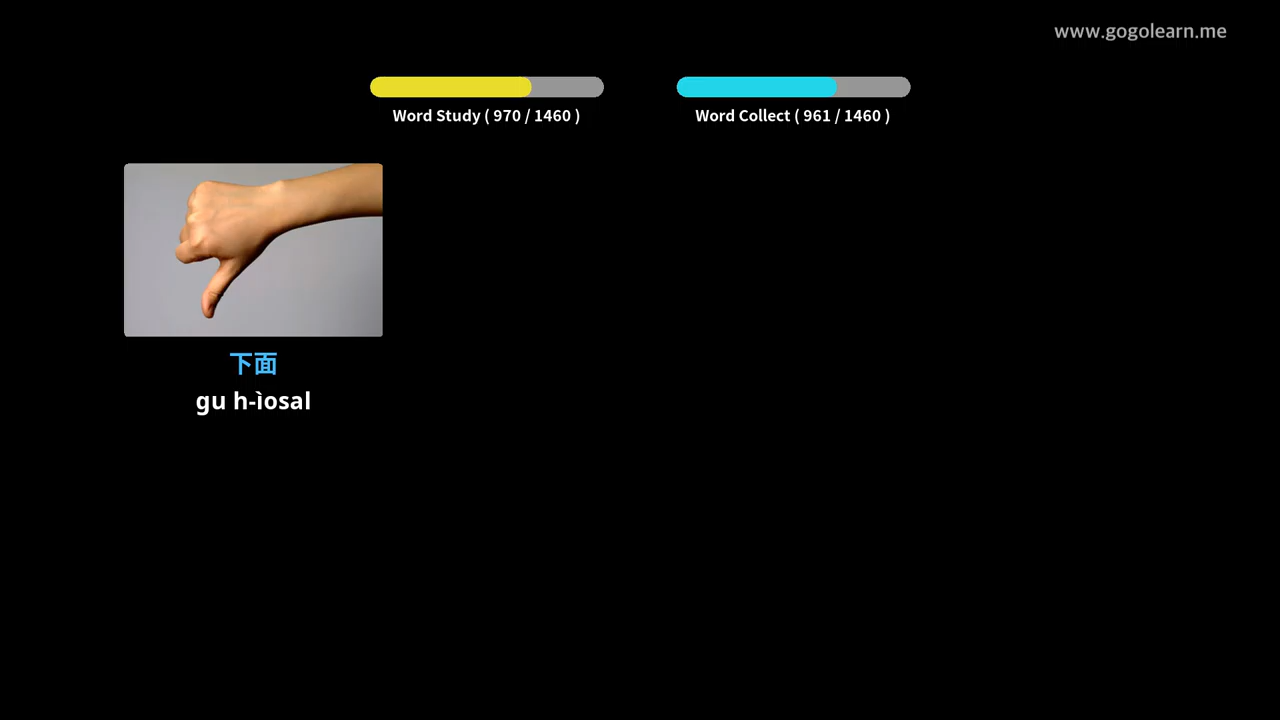 www.gogolearn.me
Word Study ( 970 / 1460 )
Word Collect ( 961 / 1460 )
下面
gu h-ìosal